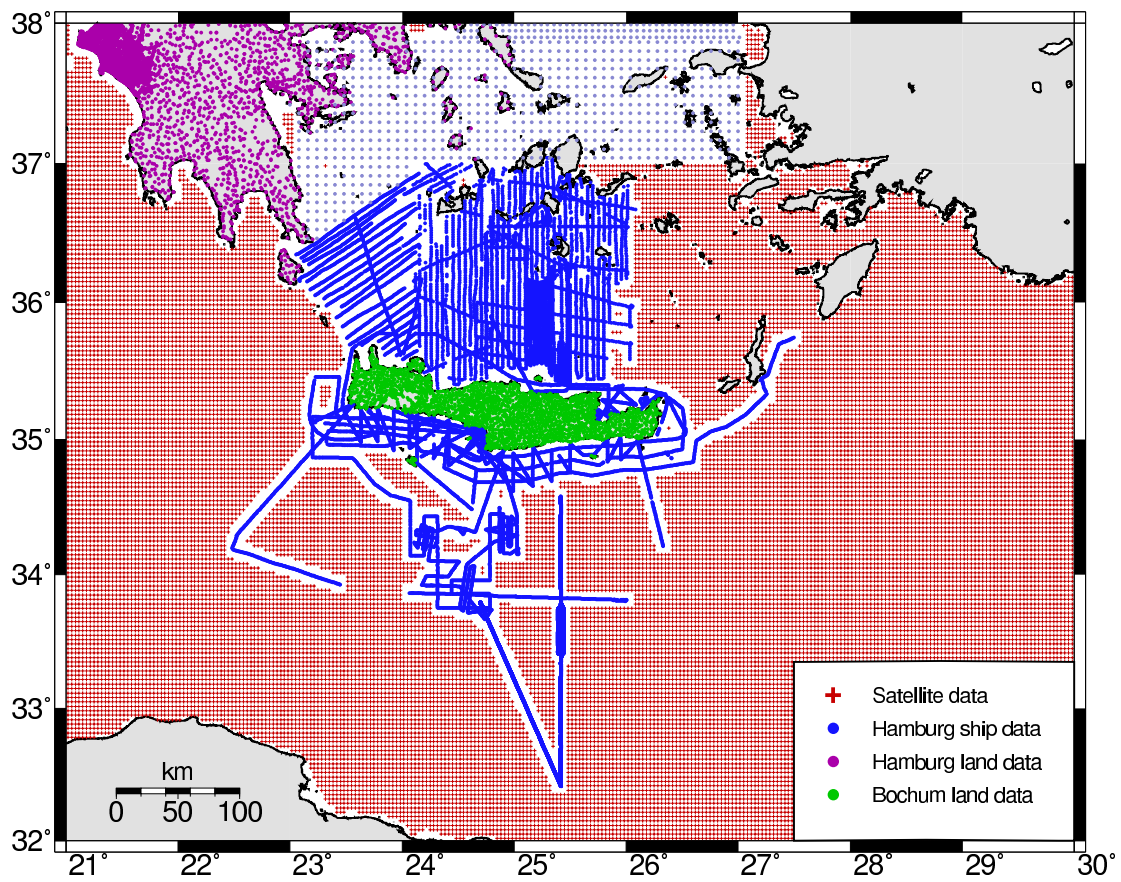 38°
37°
36°
35°
34°
33°
32°
Satellite data
Hamburg ship data
Hamburg land data
Bochum land data
km
0 50 100
21° 22° 23° 24° 25° 26° 27° 28° 29° 30°